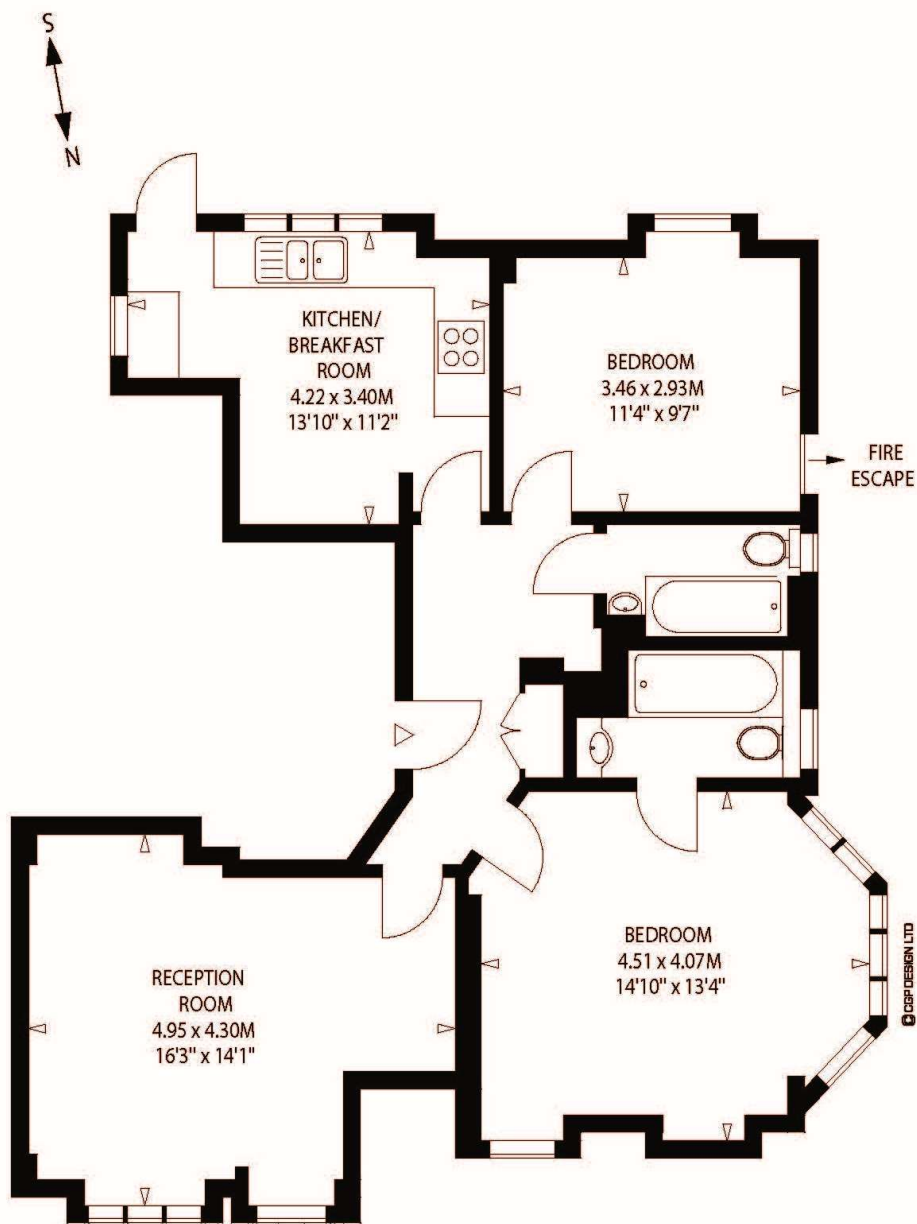 S
N
KITCHEN/
BREAKFAST
ROOM
4.22 x 3.40M
13'10" x 11'2"
BEDROOM
3.46 x 2.93M
11'4" x 9'7"
FIRE
ESCAPE
BEDROOM
4.51 x 4.07M
14'10" x 13'4"
RECEPTION
ROOM
4.95 x 4.30M
16'3" x 14'1"
© CGP DESIGN LTD